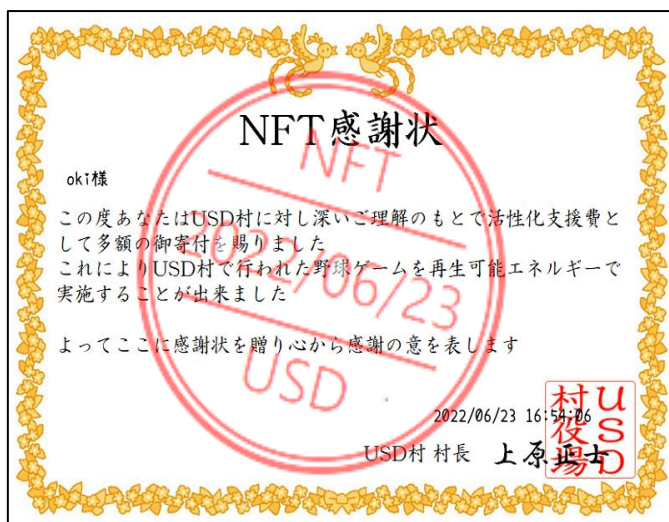 NFT感謝状
oki様
この度あなたはUSD村に対し深いご理解のもとで活性化支援費と
して多額の御寄付を賜りました
これによりUSD村で行われた野球ゲームを再生可能エネルギーで
実施することが出来ました
よってここに感謝状を贈り心から感謝の意を表します
NFT
2022/06/23
USD
2022/06/23 16:54:06
USD村 村長 上原正士
USD
村役場